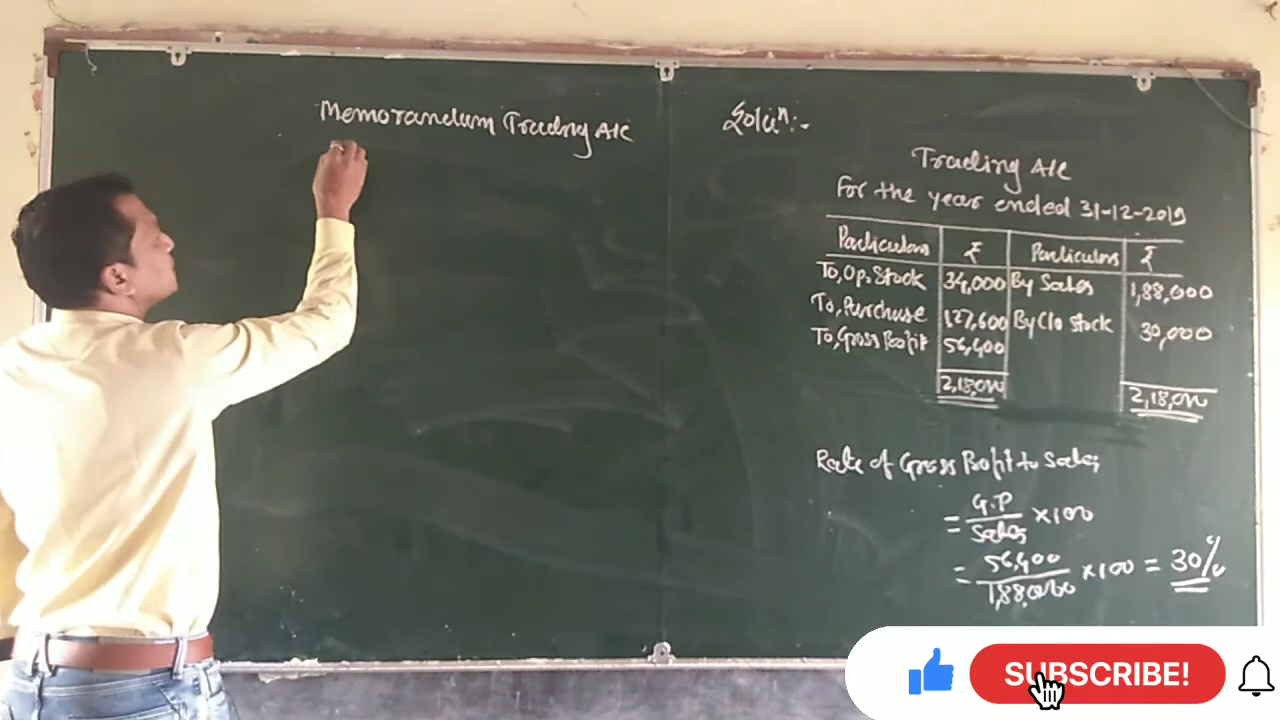 Memorandum Trading A/c
Soluⁿ:-
Trading A/c
For the year ended 31-12-2019
Particulars ₹ Particulars ₹
To, Op. Stock 34,000 By Sales 1,88,000
To, Purchase 1,27,600 By Clo Stock 30,000
To, Gross Profit 56,400
2,18,000 2,18,000
Rate of Gross Profit to Sales
= G.P / Sales × 100
= 56,400 / 1,88,000 × 100 = 30%
SUBSCRIBE!